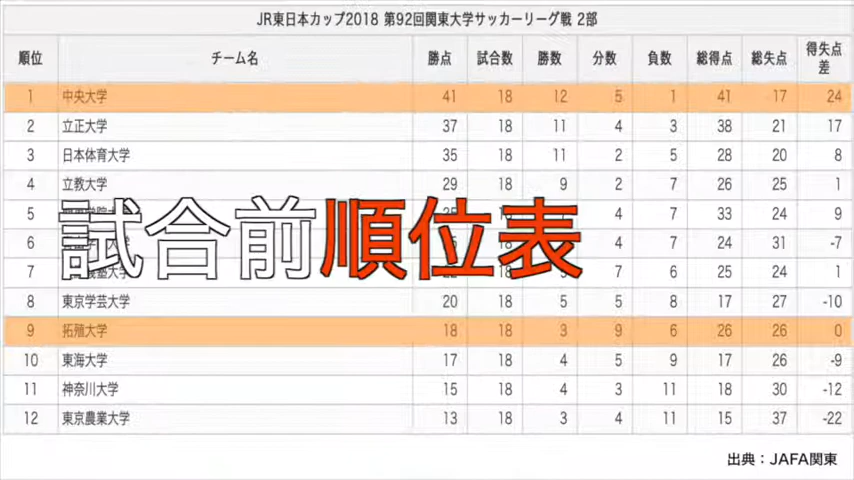 JR東日本カップ2018 第92回関東大学サッカーリーグ戦 2部
順位 チーム名 勝点 試合数 勝数 分数 負数 総得点 総失点 得失点差
1 中央大学 41 18 12 5 1 41 17 24
2 立正大学 37 18 11 4 3 38 21 17
3 日本体育大学 35 18 11 2 5 28 20 8
4 立教大学 29 18 9 2 7 26 25 1
5 4 7 33 24 9
6 4 7 24 31 -7
試合前順位表
7 7 6 25 24 1
8 東京学芸大学 20 18 5 5 8 17 27 -10
9 拓殖大学 18 18 3 9 6 26 26 0
10 東海大学 17 18 4 5 9 17 26 -9
11 神奈川大学 15 18 4 3 11 18 30 -12
12 東京農業大学 13 18 3 4 11 15 37 -22
出典：JAFA関東